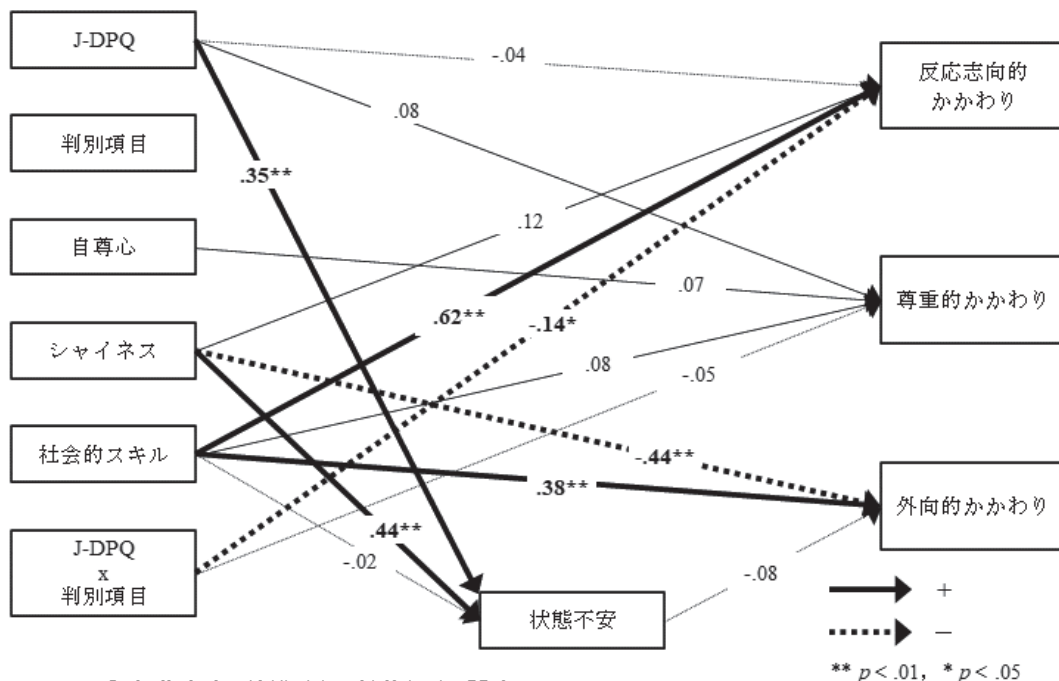 J-DPQ
判別項目
自尊心
シャイネス
社会的スキル
J-DPQ
x
判別項目
-.04
.08
.35**
.12
.07
.62**
-.14*
.08
-.05
-.44**
.38**
.44**
-.02
-.08
状態不安
反応志向的
かかわり
尊重的かかわり
外向的かかわり
+
−
** p < .01, * p < .05